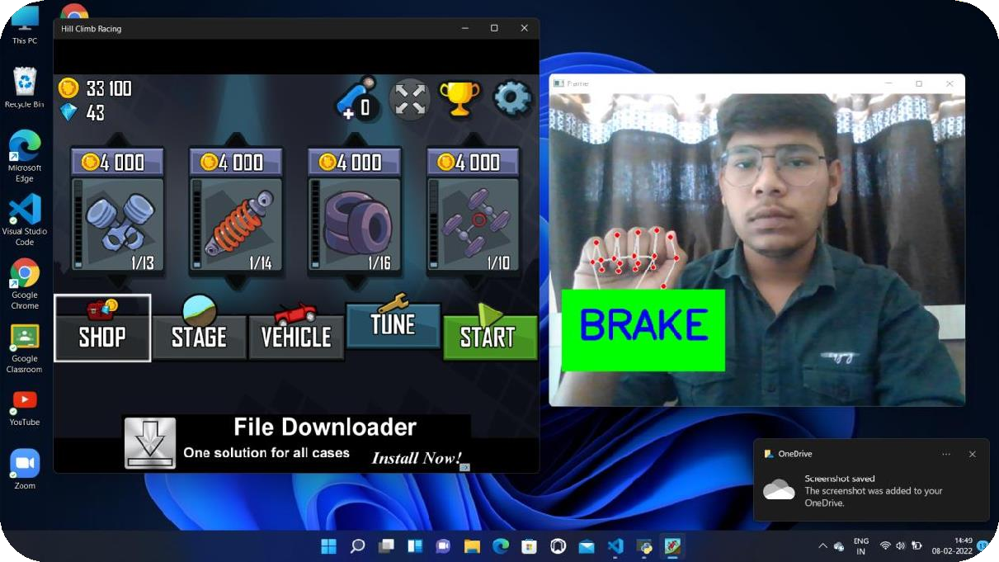 This PC
Recycle Bin
Microsoft
Edge
Visual Studio
Code
Google
Chrome
Google
Classroom
YouTube
Zoom
Hill Climb Racing
33 100
43
0
4 000
4 000
4 000
4 000
1/13
1/14
1/16
1/10
SHOP
STAGE
VEHICLE
TUNE
START
File Downloader
One solution for all cases
Install Now!
Frame
BRAKE
OneDrive
Screenshot saved
The screenshot was added to your
OneDrive.
ENG
IN
14:49
08-02-2022